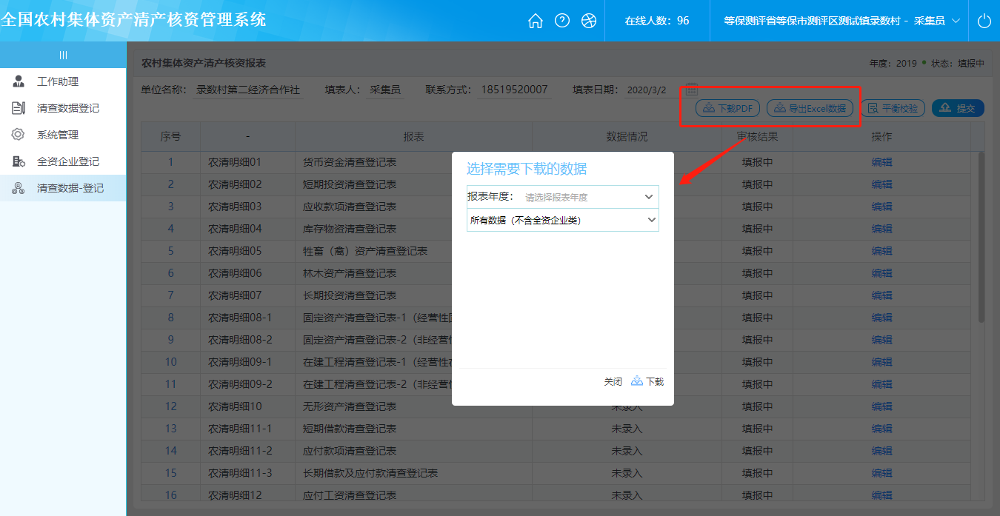 全国农村集体资产清产核资管理系统
在线人数：96
等保测评省等保市测评区测试镇录数村 - 采集员
工作助理
清查数据登记
系统管理
全资企业登记
清查数据-登记
农村集体资产清产核资报表
年度：2019 状态：填报中
单位名称： 录数村第二经济合作社 填表人： 采集员 联系方式： 18519520007 填表日期： 2020/3/2
下载PDF 导出Excel数据 平衡校验 提交
序号 - 报表 数据情况 审核结果 操作
1 农清明细01 货币资金清查登记表 填报中 编辑
2 农清明细02 短期投资清查登记表 填报中 编辑
3 农清明细03 应收款项清查登记表 填报中 编辑
4 农清明细04 库存物资清查登记表 填报中 编辑
5 农清明细05 牲畜（禽）资产清查登记表 填报中 编辑
6 农清明细06 林木资产清查登记表 填报中 编辑
7 农清明细07 长期投资清查登记表 填报中 编辑
8 农清明细08-1 固定资产清查登记表-1（经营性 填报中 编辑
9 农清明细08-2 固定资产清查登记表-2（非经营 填报中 编辑
10 农清明细09-1 在建工程清查登记表-1（经营性 填报中 编辑
11 农清明细09-2 在建工程清查登记表-2（非经营 填报中 编辑
12 农清明细10 无形资产清查登记表 未录入 填报中 编辑
13 农清明细11-1 短期借款清查登记表 未录入 填报中 编辑
14 农清明细11-2 应付款项清查登记表 未录入 填报中 编辑
15 农清明细11-3 长期借款及应付款清查登记表 未录入 填报中 编辑
16 农清明细12 应付工资清查登记表 未录入 填报中 编辑
选择需要下载的数据
报表年度： 请选择报表年度
所有数据（不含全资企业类）
关闭 下载